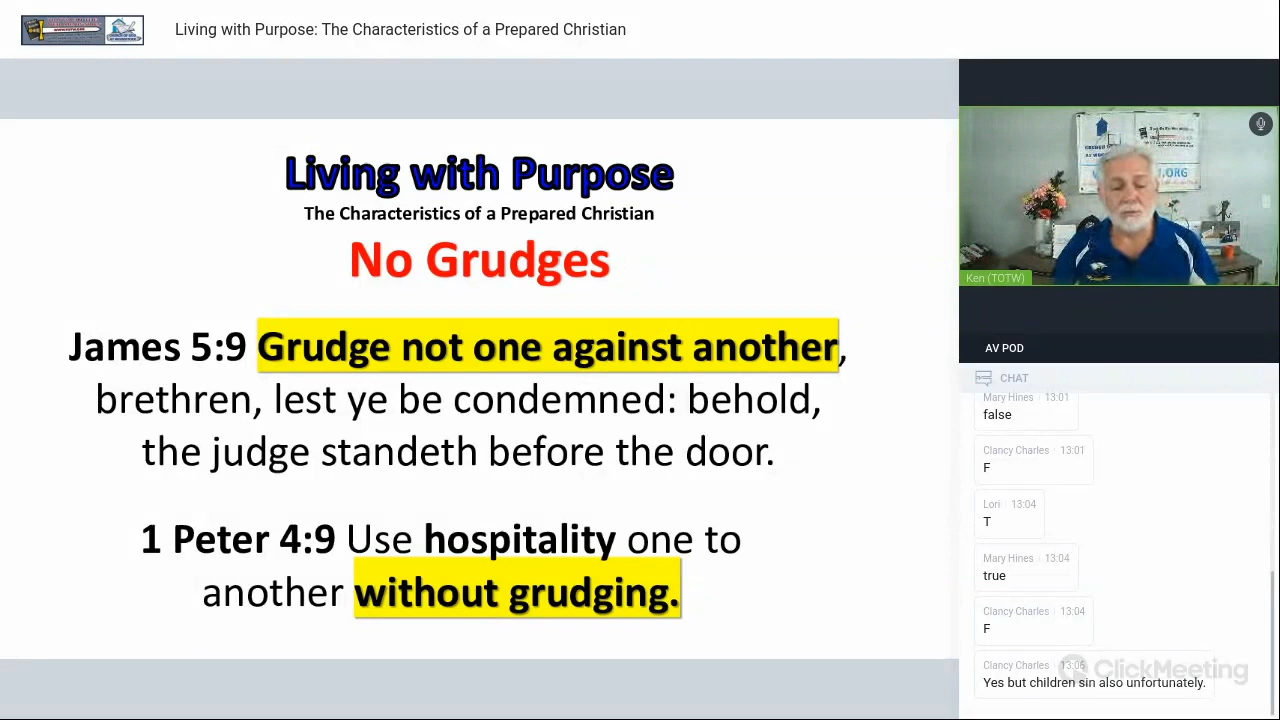 Living with Purpose: The Characteristics of a Prepared Christian
Living with Purpose
The Characteristics of a Prepared Christian
No Grudges
James 5:9 Grudge not one against another,
brethren, lest ye be condemned: behold,
the judge standeth before the door.
1 Peter 4:9 Use hospitality one to
another without grudging.
.ORG
Ken (TOTW)
AV POD
CHAT
Mary Hines 13:01
false
Clancy Charles 13:01
F
Lori 13:04
T
Mary Hines 13:04
true
Clancy Charles 13:04
F
Clancy Charles 13:05
Yes but children sin also unfortunately.
ClickMeeting